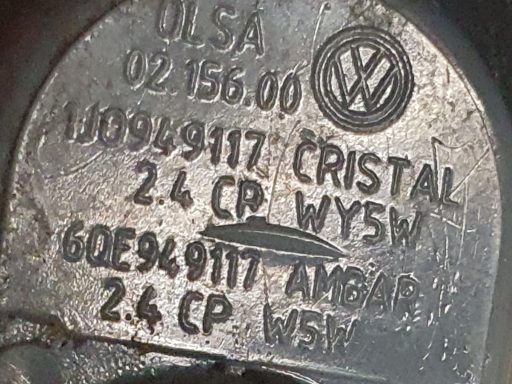 OLSA
02.156.00
1J0949117 CRISTAL
2.4 CP WY5W
6QE949117 AMBAR
2.4 CP W5W